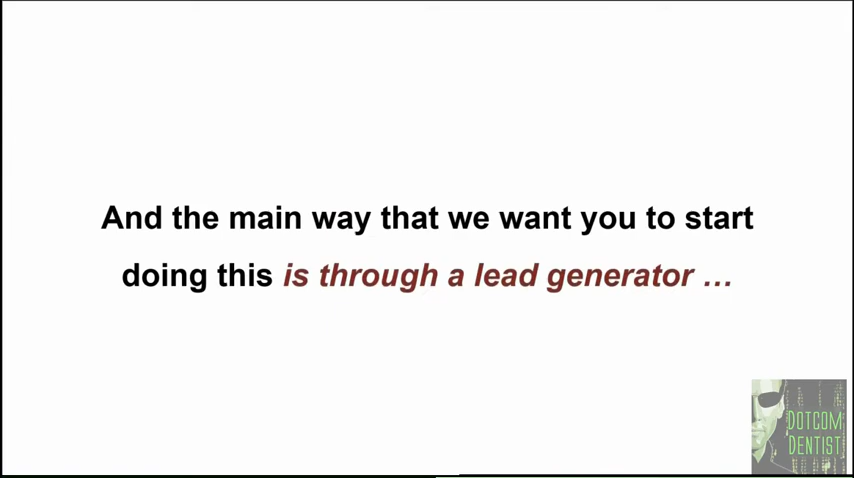 And the main way that we want you to start
doing this is through a lead generator …
DOTCOM
DENTIST